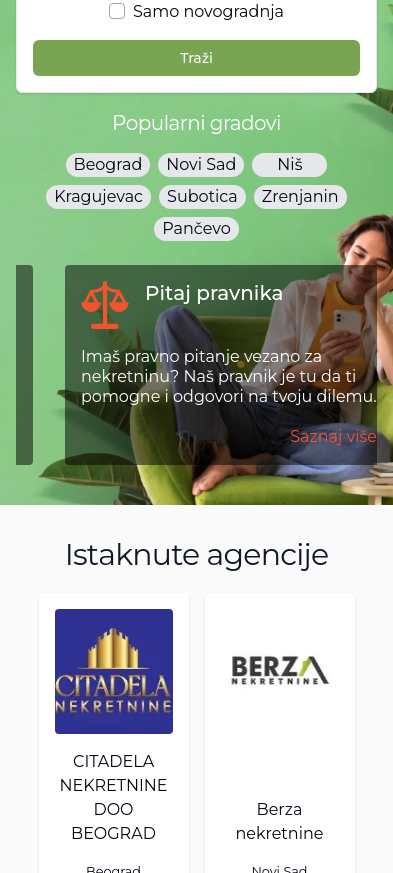 Samo novogradnja
Traži
Popularni gradovi
Beograd Novi Sad Niš
Kragujevac Subotica Zrenjanin
Pančevo
Pitaj pravnika
Imaš pravno pitanje vezano za
nekretninu? Naš pravnik je tu da ti
pomogne i odgovori na tvoju dilemu.
Saznaj više
Istaknute agencije
CITADELA
NEKRETNINE
CITADELA
NEKRETNINE
DOO
BEOGRAD
Beograd
BERZA
NEKRETNINE
Berza
nekretnine
Novi Sad